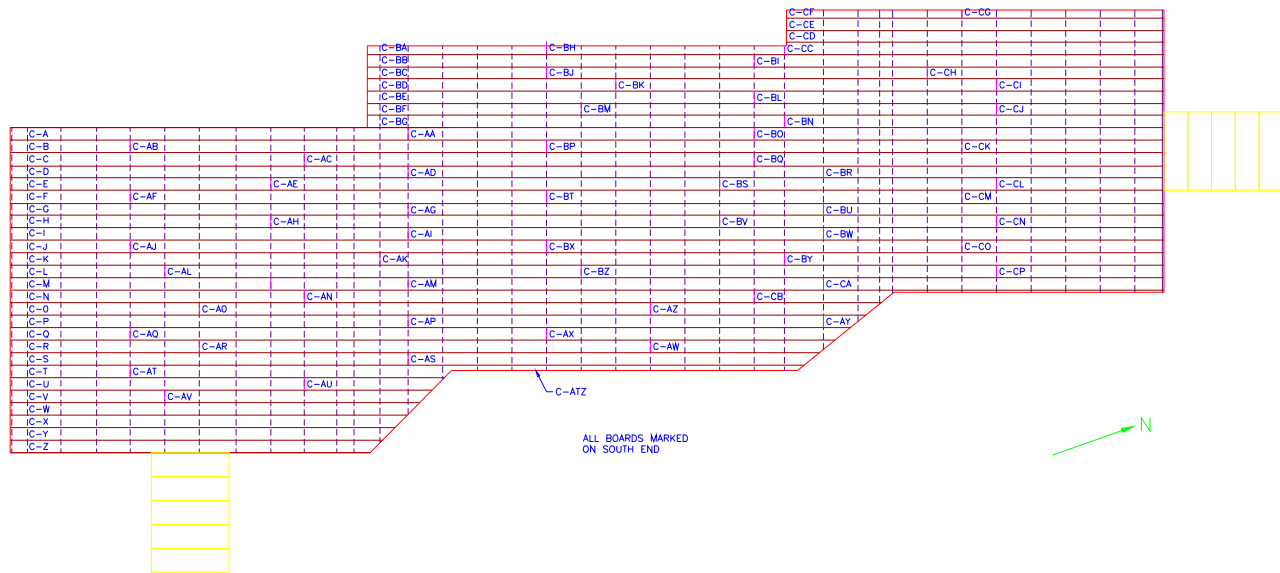 C-CF C-CG
C-CE
C-CD
C-BA C-BH C-CC
C-BB C-BI
C-BC C-BJ C-CH
C-BD C-BK C-CI
C-BE C-BL
C-BF C-BM C-CJ
C-BG C-BN
C-A C-AA C-BO
C-B C-AB C-BP C-CK
C-C C-AC C-BQ
C-D C-AD C-BR
C-E C-AE C-BS C-CL
C-F C-AF C-BT C-CM
C-G C-AG C-BU
C-H C-AH C-BV C-CN
C-I C-AI C-BW
C-J C-AJ C-BX C-CO
C-K C-AK C-BY
C-L C-AL C-BZ C-CP
C-M C-AM C-CA
C-N C-AN C-CB
C-O C-AO C-AZ
C-P C-AP C-AY
C-Q C-AQ C-AX
C-R C-AR C-AW
C-S C-AS
C-T C-AT
C-U C-AU
C-ATZ
C-V C-AV
C-W
C-X
C-Y
C-Z
ALL BOARDS MARKED
ON SOUTH END
N